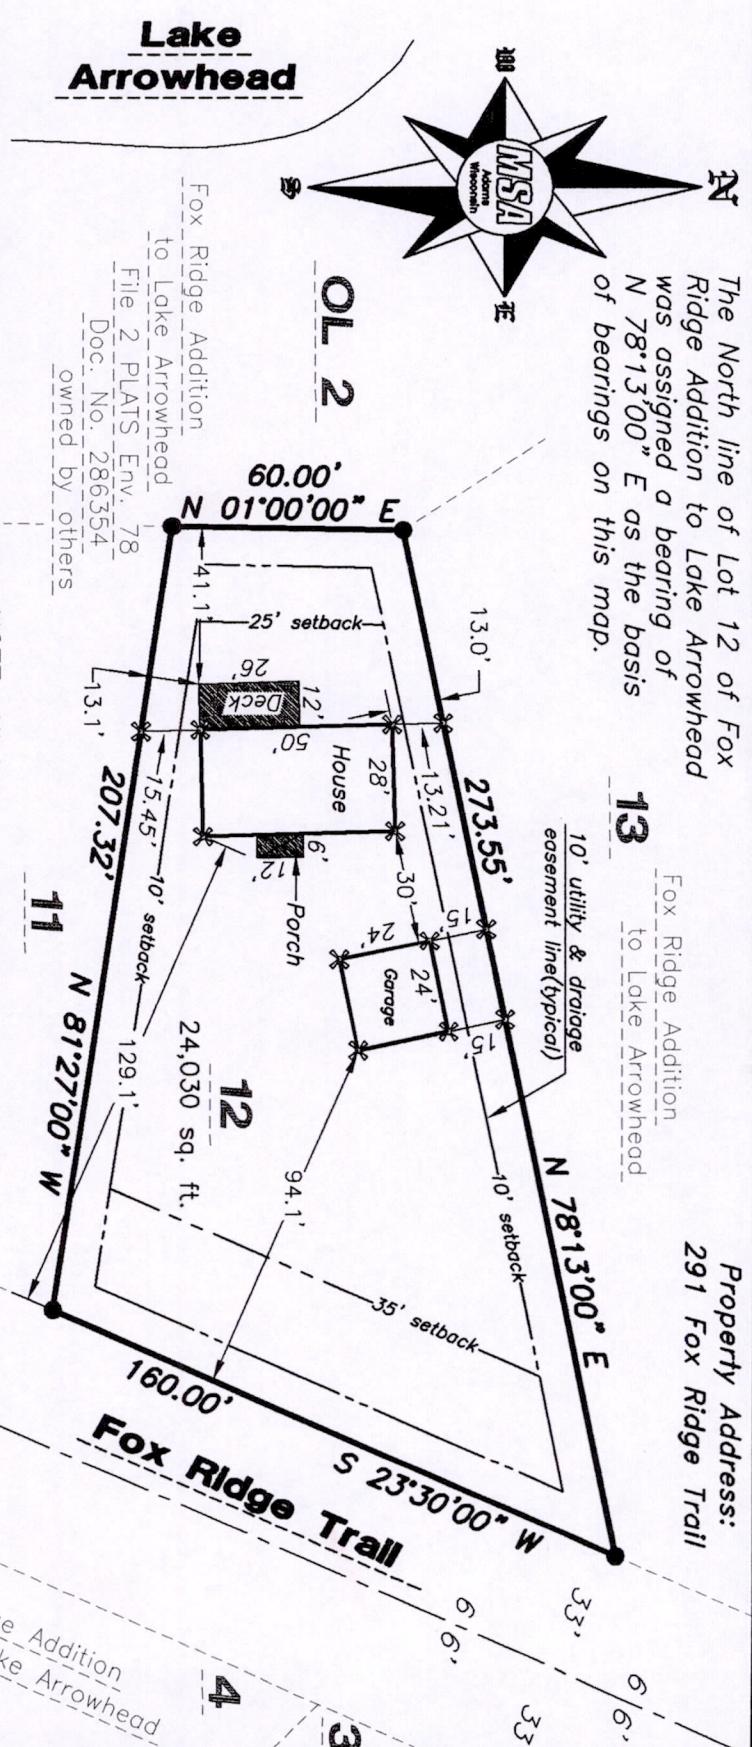 Lake
Arrowhead
N
W
S
E
MSA
Adams
Wisconsin
The North line of Lot 12 of Fox
Ridge Addition to Lake Arrowhead
was assigned a bearing of
N 78°13'00" E as the basis
of bearings on this map.
Property Address:
291 Fox Ridge Trail
OL 2
Fox Ridge Addition
to Lake Arrowhead
File 2 PLATS Env. 78
Doc. No. 286354
owned by others
13
Fox Ridge Addition
to Lake Arrowhead
10' utility & draiage
easement line(typical)
60.00'
N 01°00'00" E
41.1'
25' setback
13.0'
26'
12'
Deck
50'
House
28'
13.21'
273.55'
N 78°13'00" E
13.1'
15.45'
207.32'
N 81°27'00" W
10' setback
6'
12'
Porch
30'
15'
24'
24'
Garage
15'
10' setback
11
12
24,030 sq. ft.
129.1'
94.1'
35' setback
160.00'
S 23°30'00" W
Fox Ridge Trail
33'
66'
66'
33
e Addition
ke Arrowhead
4
3